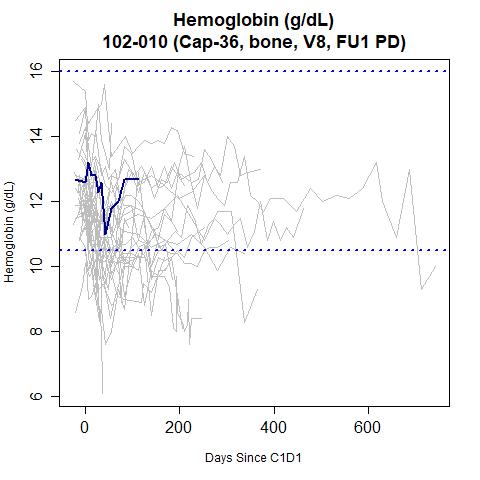 Hemoglobin (g/dL)
102-010 (Cap-36, bone, V8, FU1 PD)
Hemoglobin (g/dL)
16
14
12
10
8
6
0 200 400 600
Days Since C1D1